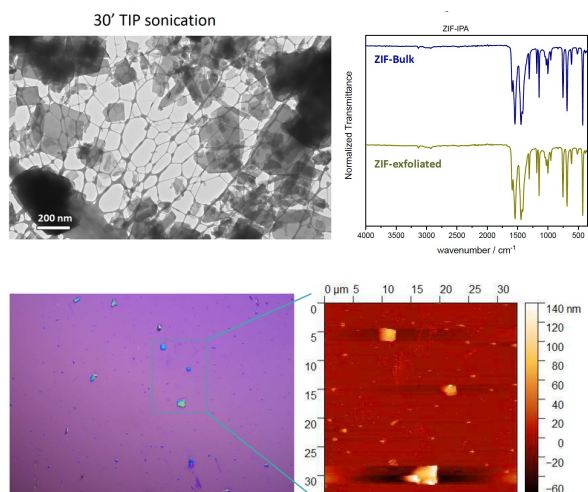 30’ TIP sonication
200 nm
ZIF-IPA
ZIF-Bulk
ZIF-exfoliated
Normalized Transmittance
4000 3500 3000 2500 2000 1500 1000 500
wavenumber / cm⁻¹
0 µm 5 10 15 20 25 30
0
5
10
15
20
25
30
140 nm
120
100
80
60
40
20
0
−20
−40
−60